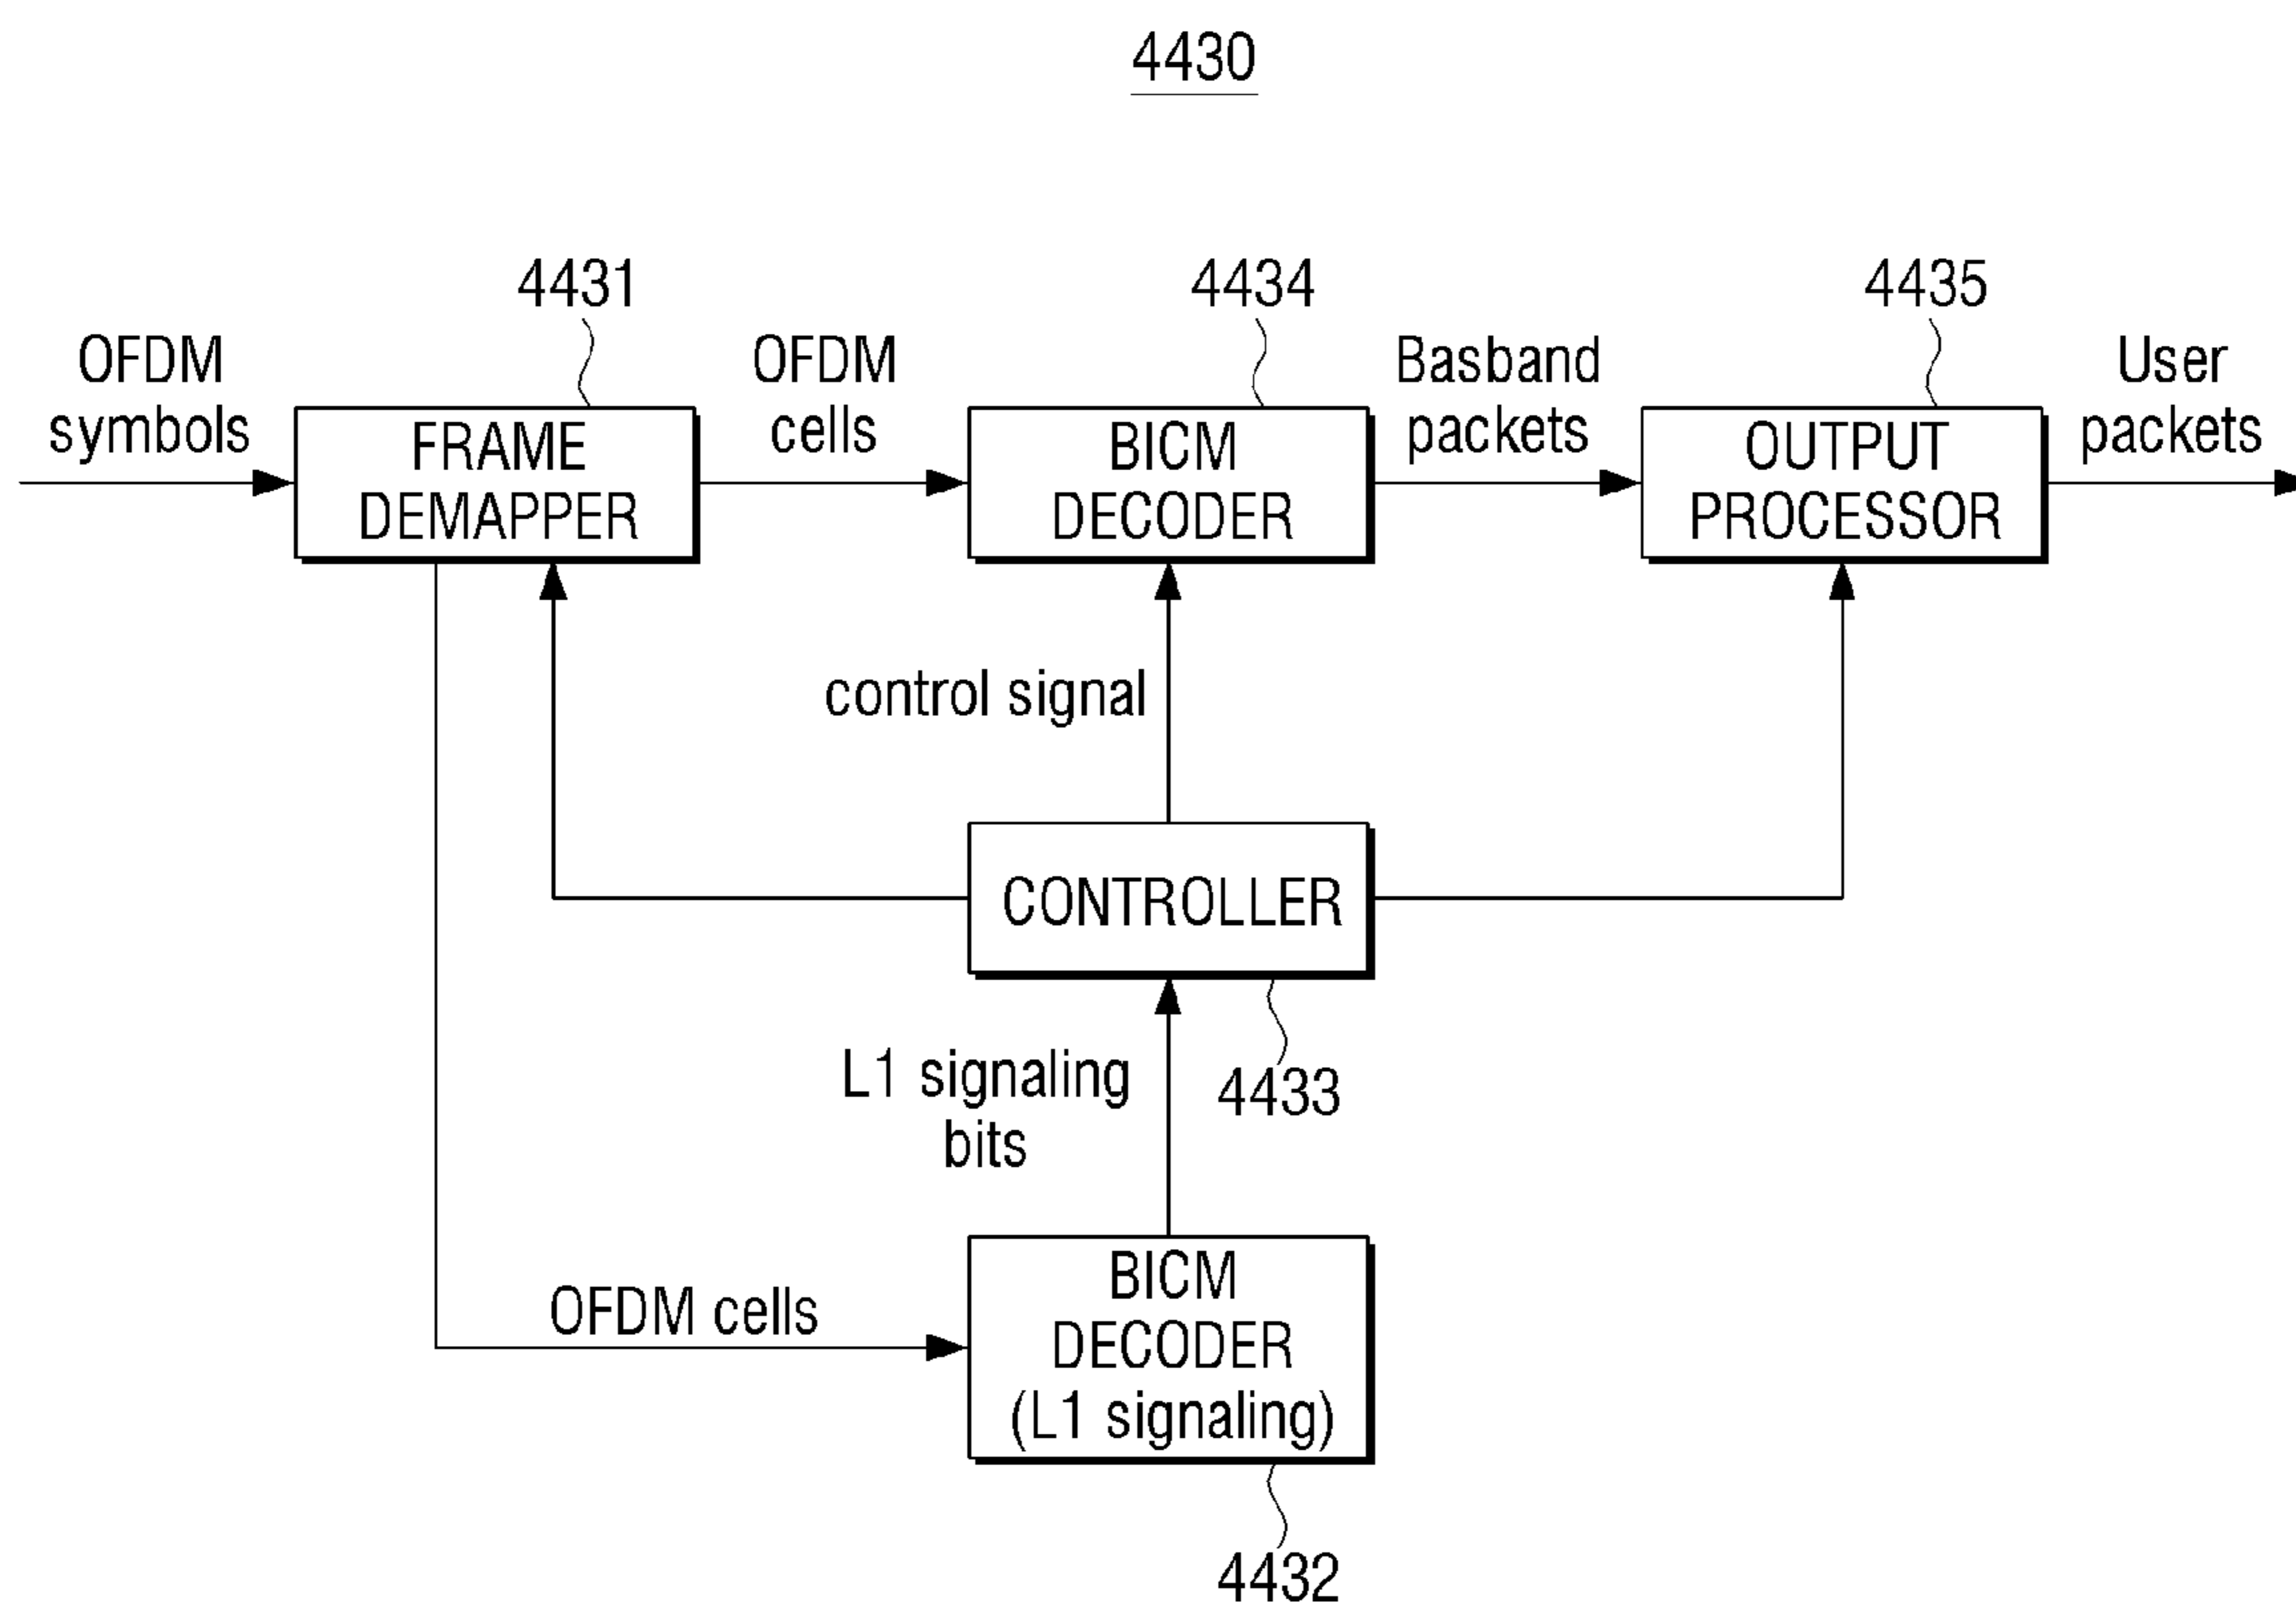 4430
4431
4434
4435
OFDM
symbols
OFDM
cells
Basband
packets
User
packets
FRAME
DEMAPPER
BICM
DECODER
OUTPUT
PROCESSOR
control signal
CONTROLLER
L1 signaling
bits
4433
OFDM cells
BICM
DECODER
(L1 signaling)
4432